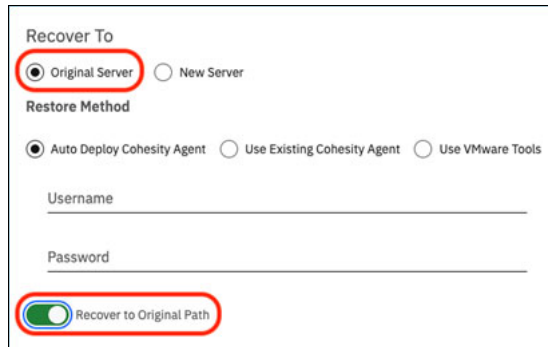 Recover To
Original Server New Server
Restore Method
Auto Deploy Cohesity Agent Use Existing Cohesity Agent Use VMware Tools
Username
Password
Recover to Original Path